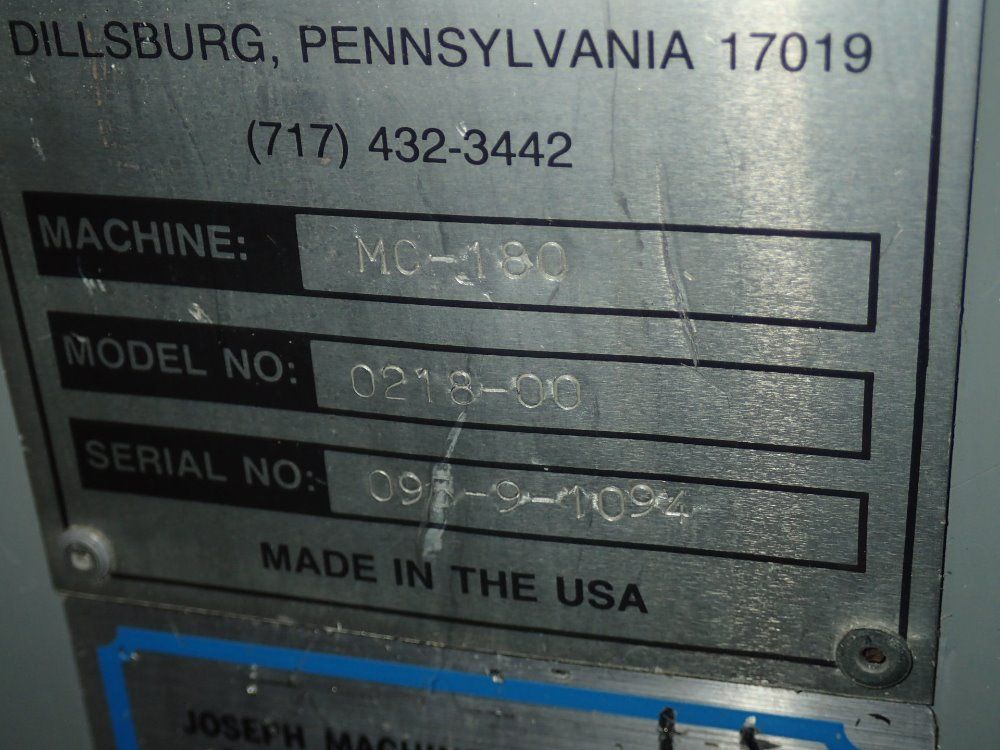 DILLSBURG, PENNSYLVANIA 17019
(717) 432-3442
MACHINE: MC-180
MODEL NO: 0218-00
SERIAL NO:
MADE IN THE USA
JOSEPH